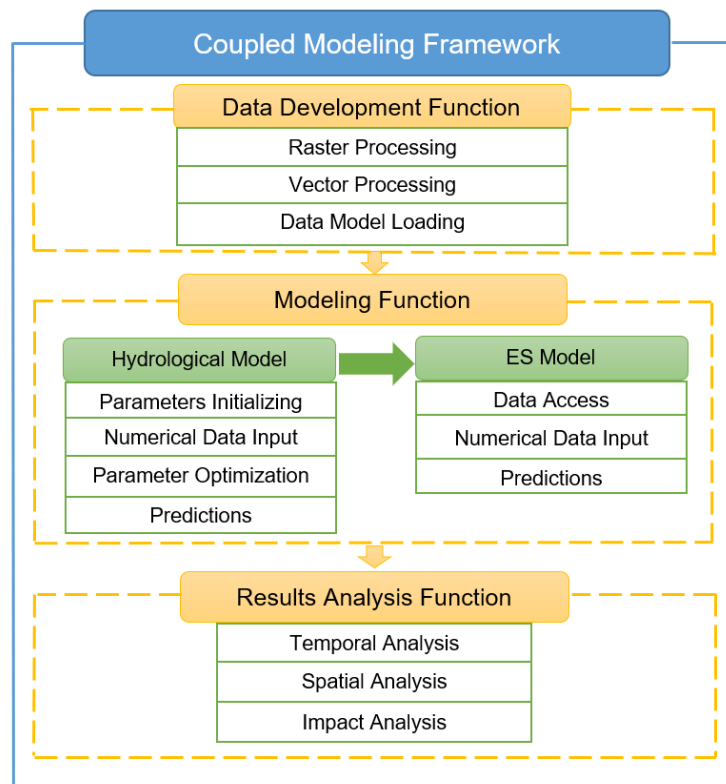 Coupled Modeling Framework
Data Development Function
Raster Processing
Vector Processing
Data Model Loading
Modeling Function
Hydrological Model
Parameters Initializing
Numerical Data Input
Parameter Optimization
Predictions
ES Model
Data Access
Numerical Data Input
Predictions
Results Analysis Function
Temporal Analysis
Spatial Analysis
Impact Analysis